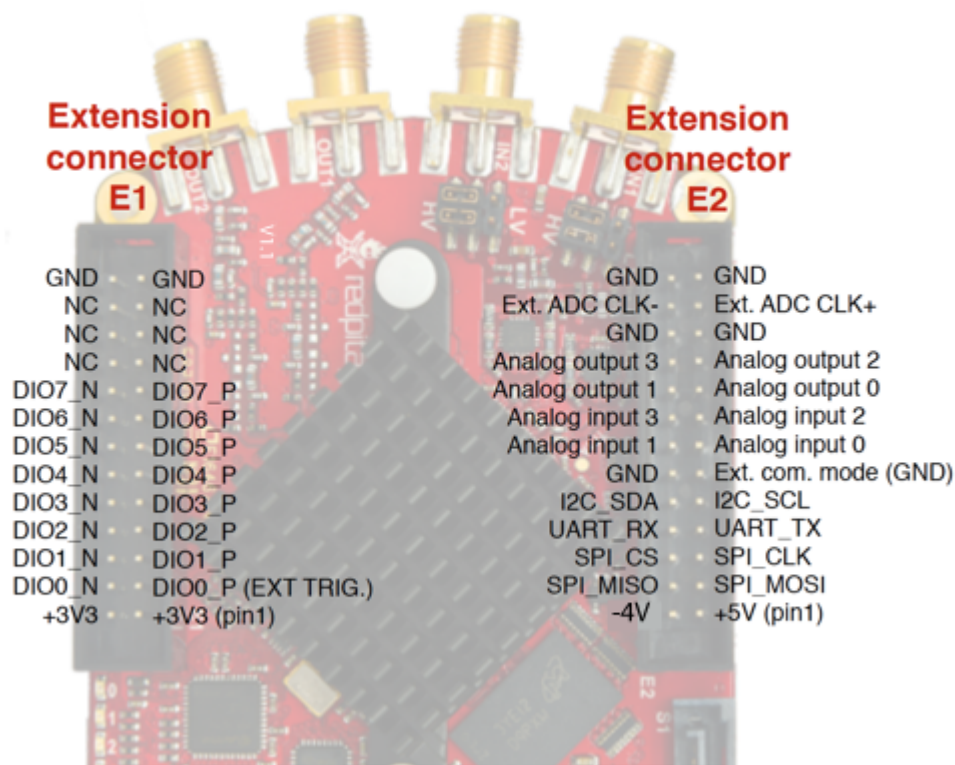 Extension
connector
E1
Extension
connector
E2
OUT2
OUT1
IN2
IN1
HV
LV
HV
V1.1
redpita
GND GND
NC NC
NC NC
NC NC
DIO7_N DIO7_P
DIO6_N DIO6_P
DIO5_N DIO5_P
DIO4_N DIO4_P
DIO3_N DIO3_P
DIO2_N DIO2_P
DIO1_N DIO1_P
DIO0_N DIO0_P (EXT TRIG.)
+3V3 +3V3 (pin1)
GND GND
Ext. ADC CLK- Ext. ADC CLK+
GND GND
Analog output 3 Analog output 2
Analog output 1 Analog output 0
Analog input 3 Analog input 2
Analog input 1 Analog input 0
GND Ext. com. mode (GND)
I2C_SDA I2C_SCL
UART_RX UART_TX
SPI_CS SPI_CLK
SPI_MISO SPI_MOSI
-4V +5V (pin1)
0
1
2
E2
S1